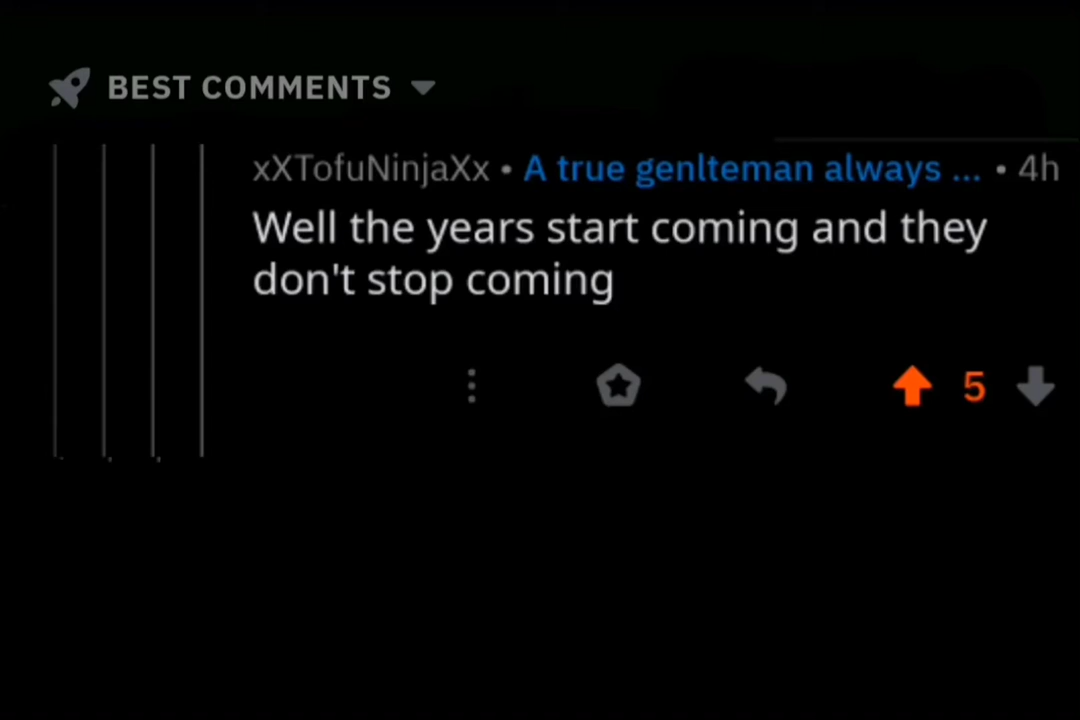 BEST COMMENTS
xXTofuNinjaXx • A true genlteman always ... • 4h
Well the years start coming and they
don't stop coming
5